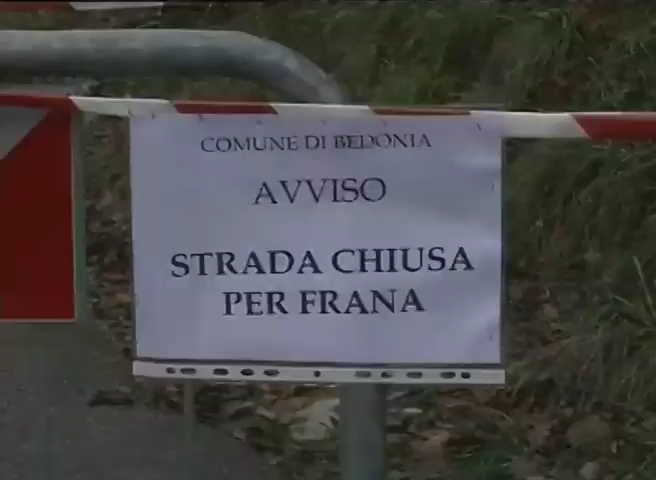 COMUNE DI BEDONIA
AVVISO
STRADA CHIUSA
PER FRANA